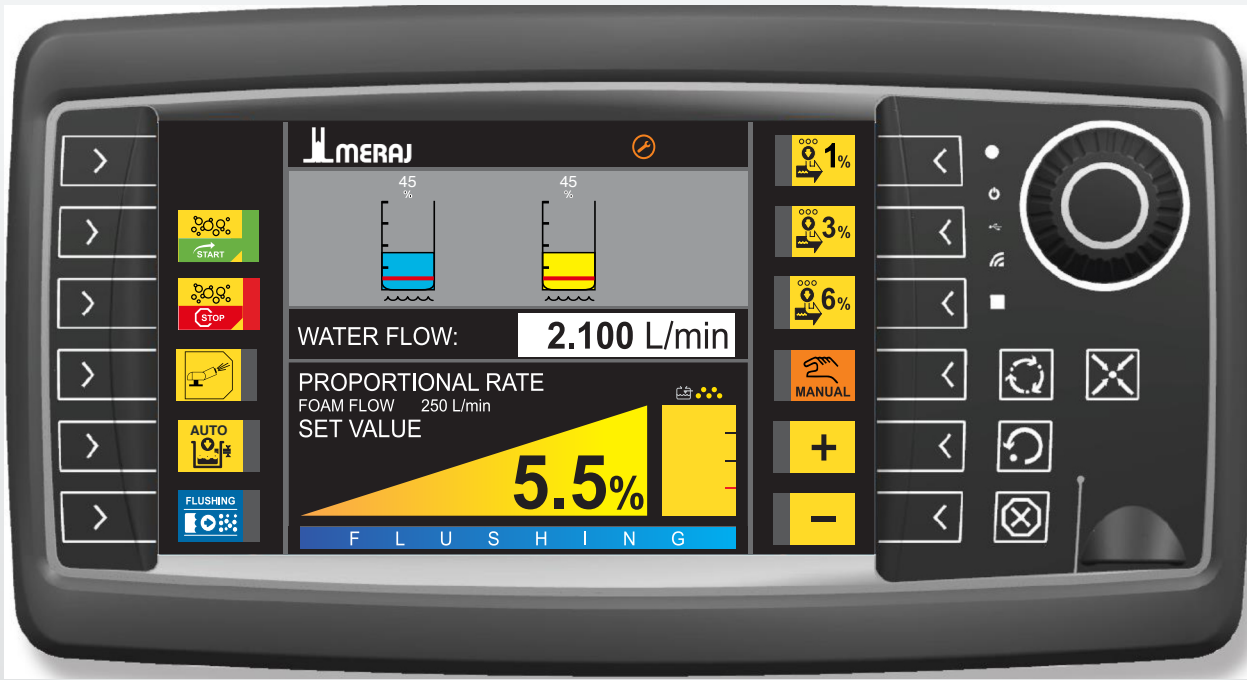 MERAJ
45
%
45
%
START
STOP
AUTO
FLUSHING
WATER FLOW:
2.100 L/min
PROPORTIONAL RATE
FOAM FLOW 250 L/min
SET VALUE
5.5%
FLUSHING
1%
3%
6%
MANUAL
+
−